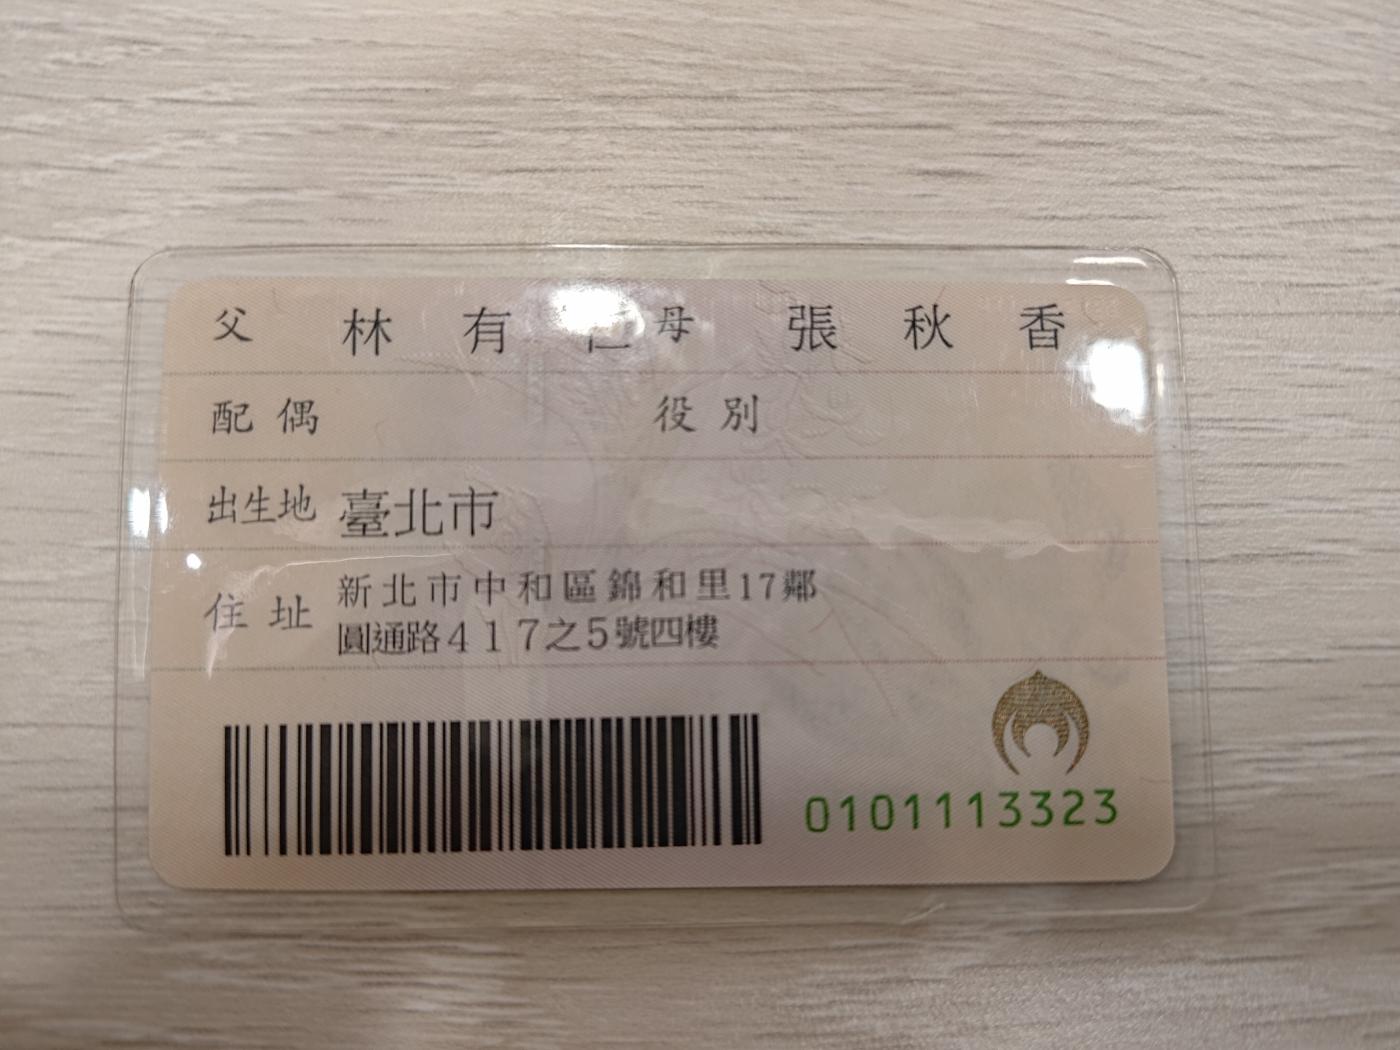 父 林有 母 張秋香
配偶 役別
出生地 臺北市
住址 新北市中和區錦和里17鄰
圓通路417之5號四樓
0101113323